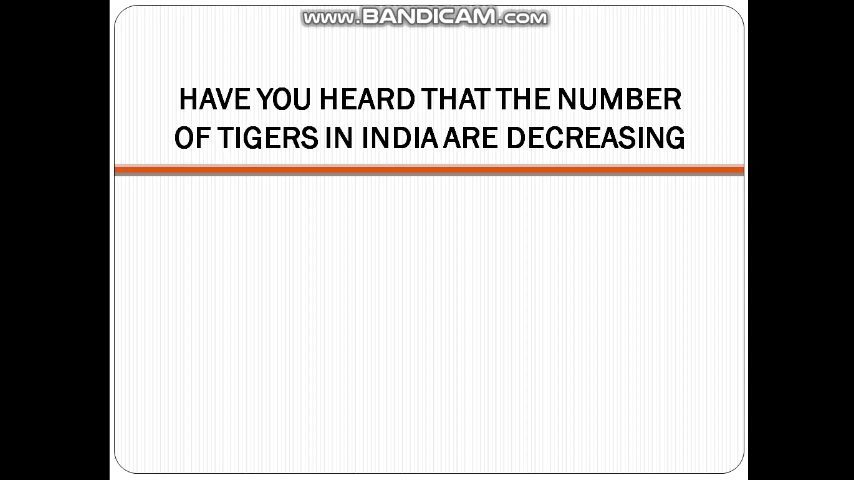 www.BANDICAM.com
HAVE YOU HEARD THAT THE NUMBER
OF TIGERS IN INDIA ARE DECREASING